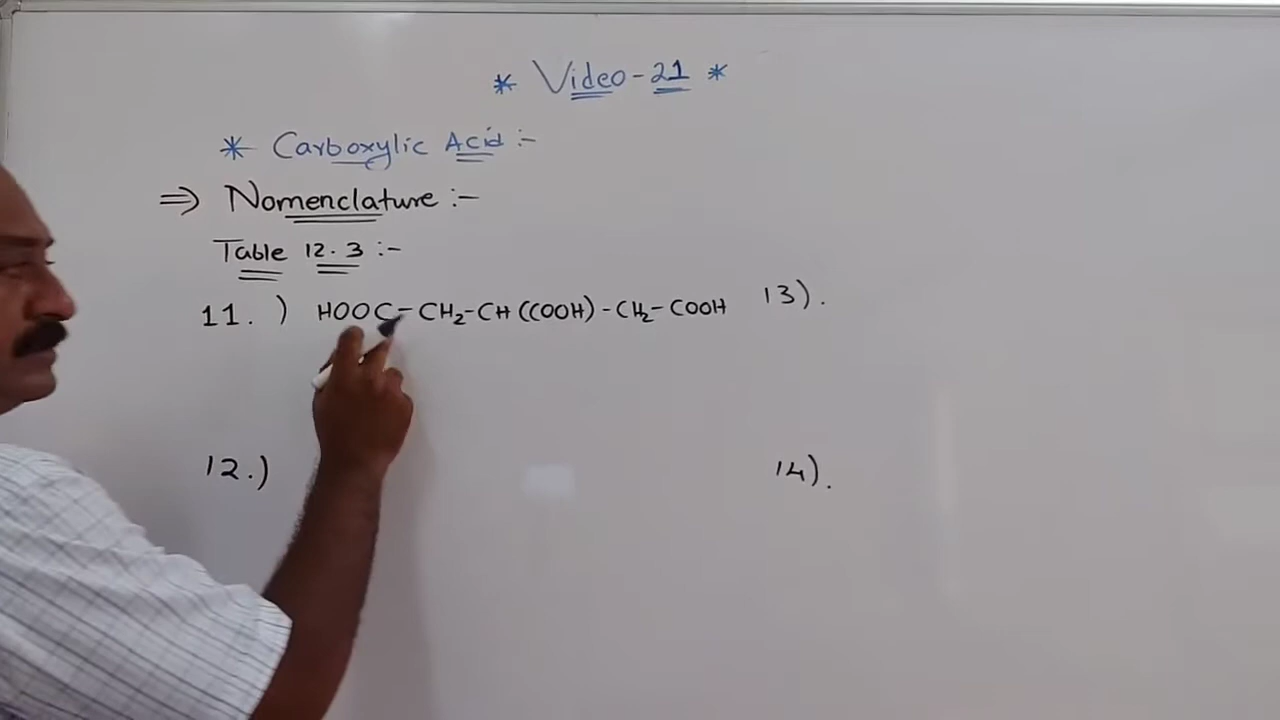 * Video-21 *
* Carboxylic Acid :-
⇒ Nomenclature :-
Table 12.3 :-
11. ) HOOC-CH₂-CH(COOH)-CH₂-COOH
13).
12.)
14).